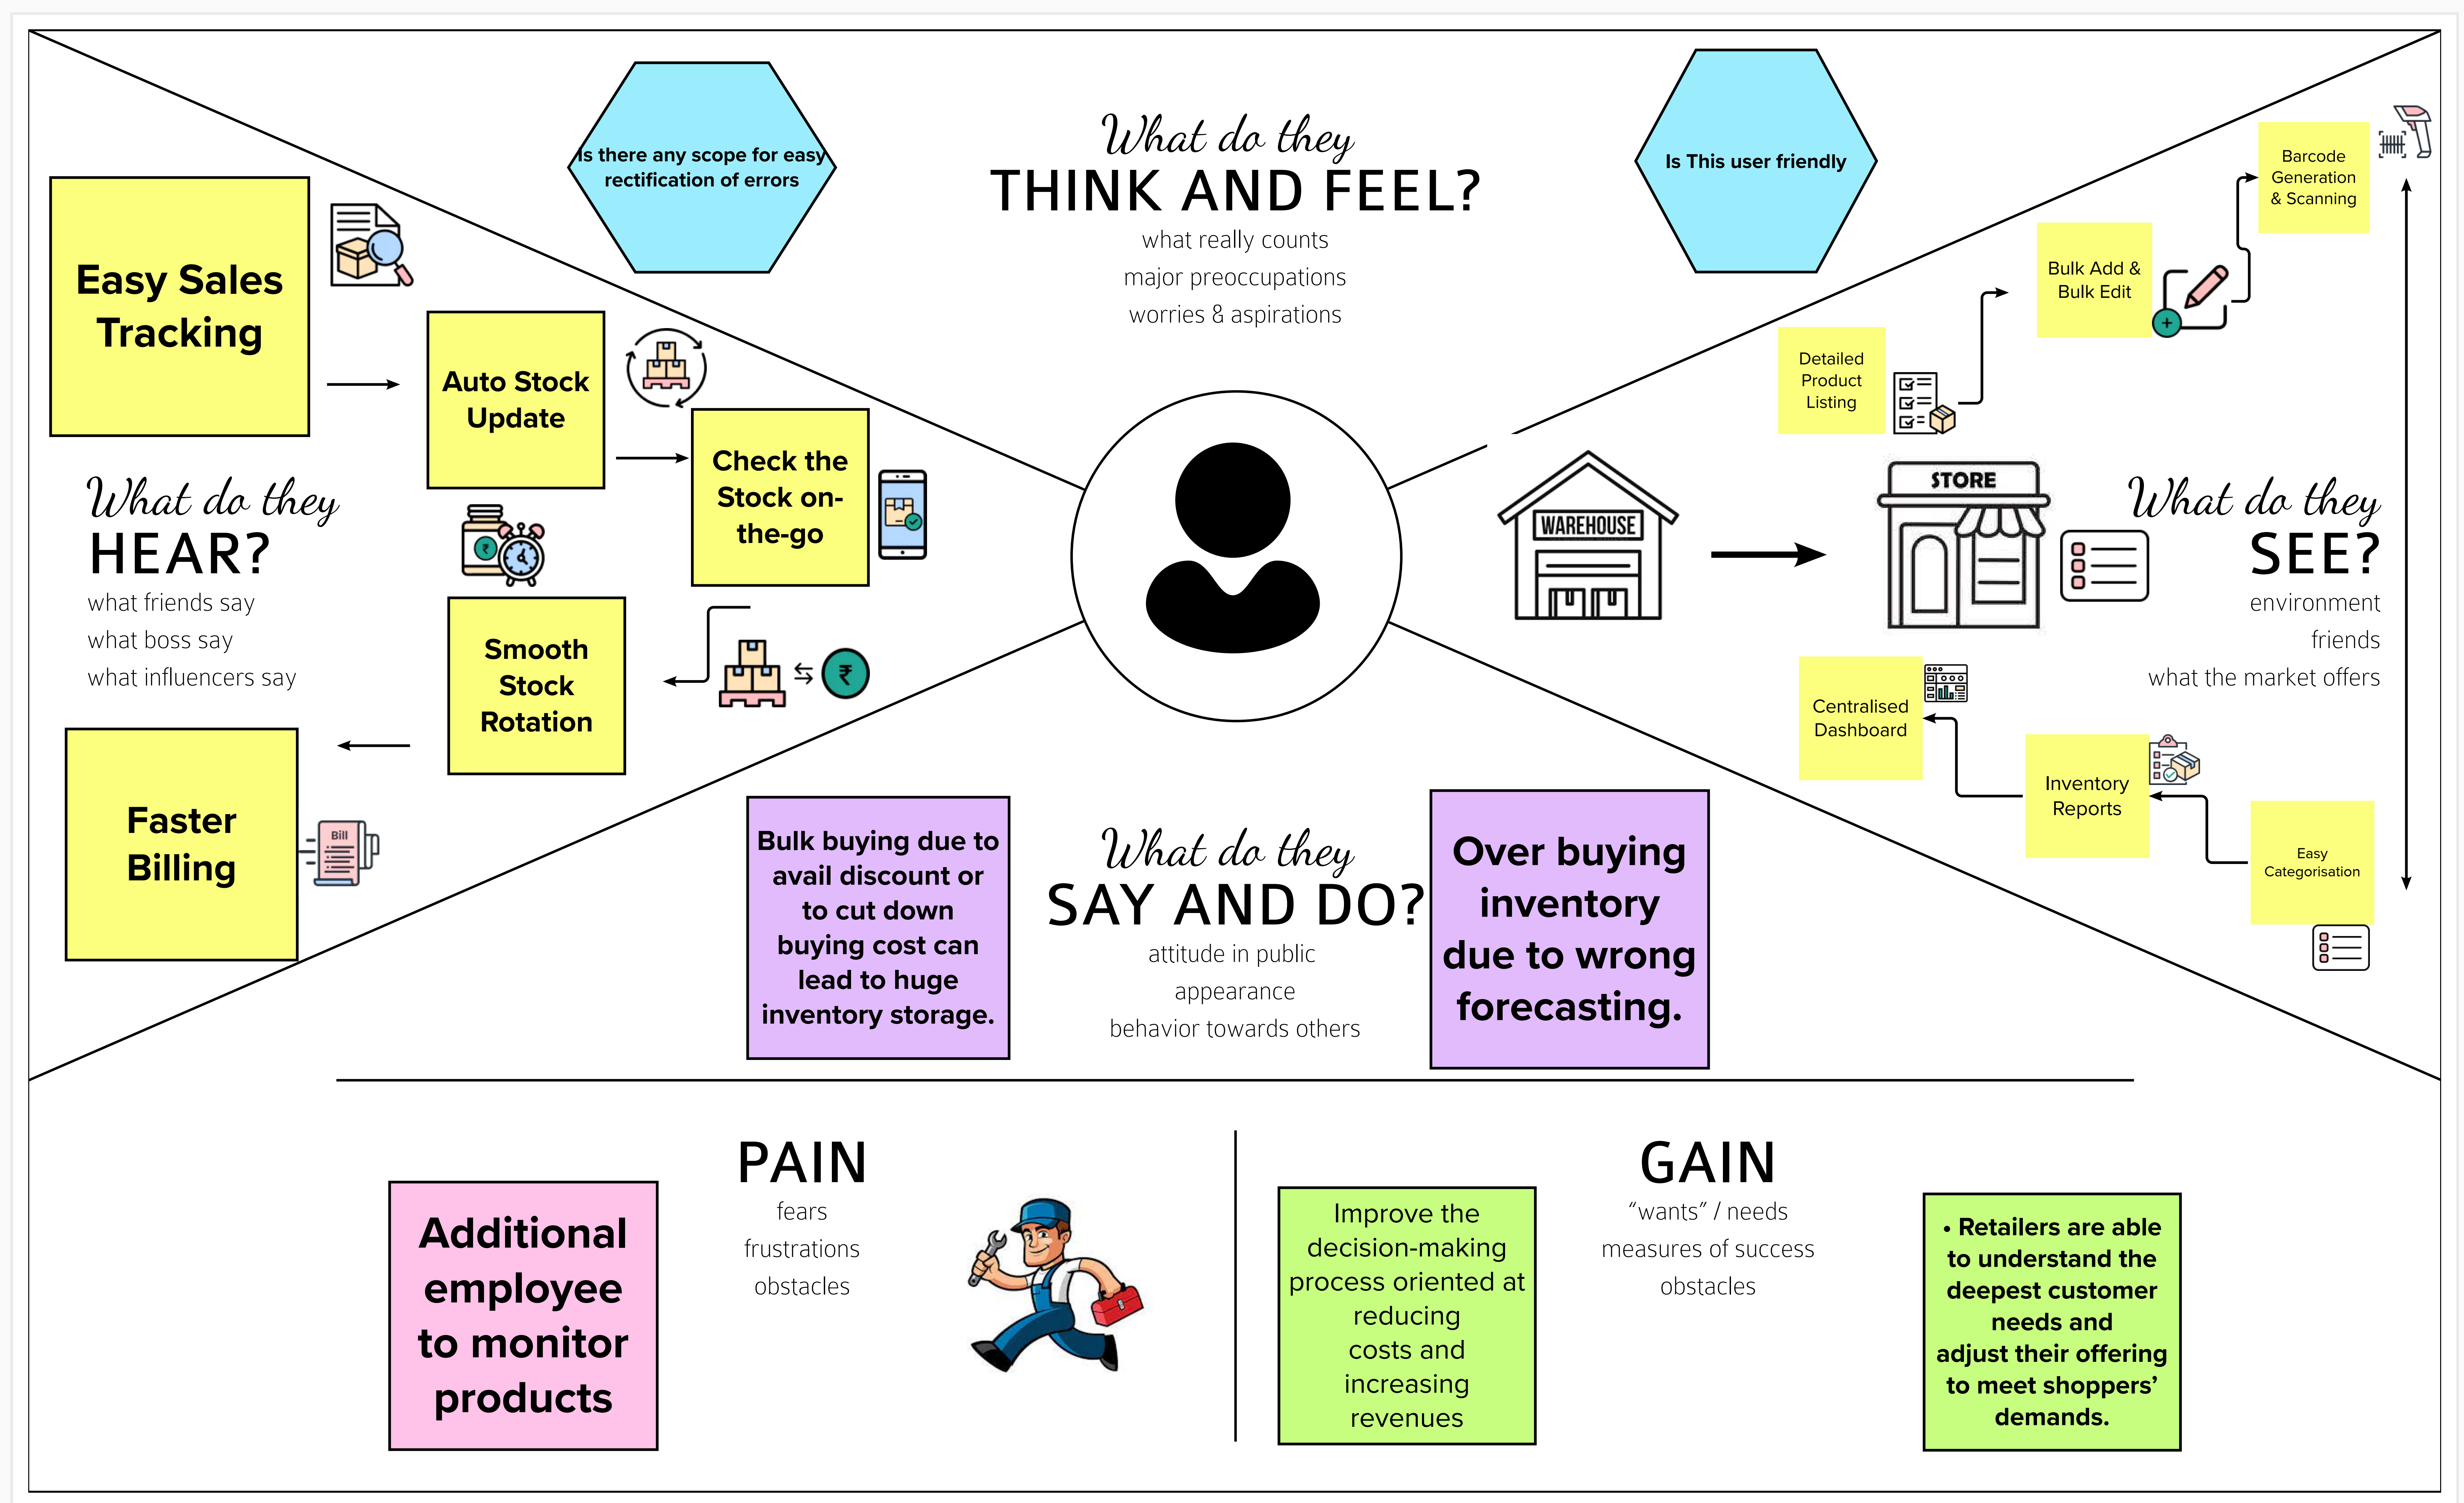 Is there any scope for easy
rectification of errors
What do they
THINK AND FEEL?
what really counts
major preoccupations
worries & aspirations
Is This user friendly
Easy Sales
Tracking
Auto Stock
Update
Check the
Stock on-
the-go
What do they
HEAR?
what friends say
what boss say
what influencers say
₹
Smooth
Stock
Rotation
₹
Faster
Billing
Bill
Barcode
Generation
& Scanning
Bulk Add &
Bulk Edit
Detailed
Product
Listing
WAREHOUSE
STORE
What do they
SEE?
environment
friends
what the market offers
Centralised
Dashboard
Inventory
Reports
Easy
Categorisation
Bulk buying due to
avail discount or
to cut down
buying cost can
lead to huge
inventory storage.
What do they
SAY AND DO?
attitude in public
appearance
behavior towards others
Over buying
inventory
due to wrong
forecasting.
PAIN
fears
frustrations
obstacles
Additional
employee
to monitor
products
GAIN
“wants” / needs
measures of success
obstacles
Improve the
decision-making
process oriented at
reducing
costs and
increasing
revenues
• Retailers are able
to understand the
deepest customer
needs and
adjust their offering
to meet shoppers’
demands.